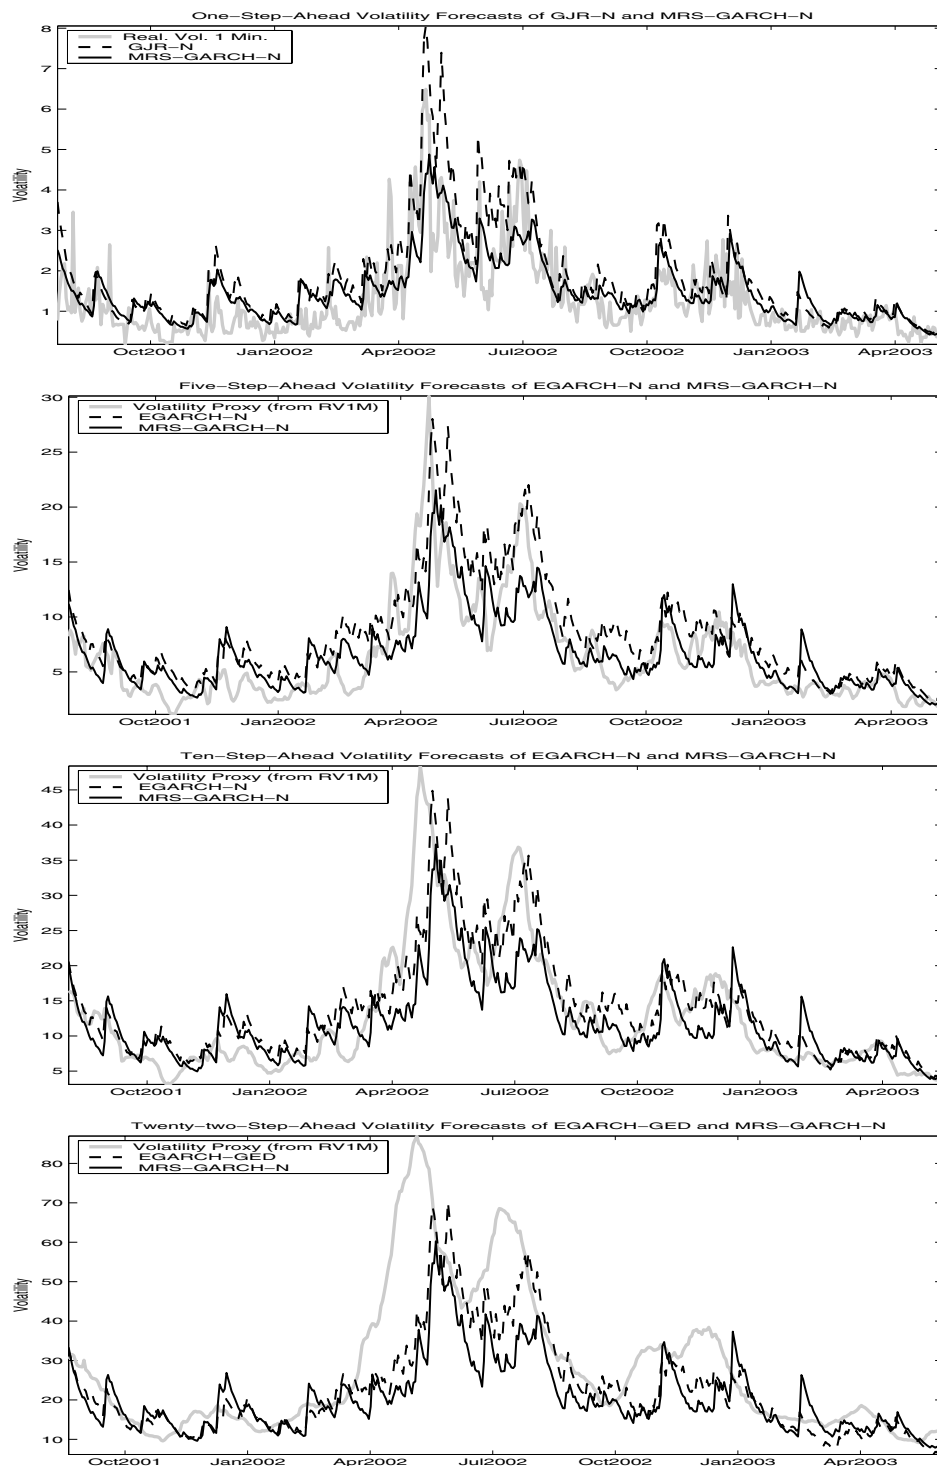 One-Step-Ahead Volatility Forecasts of GJR-N and MRS-GARCH-N
Real. Vol. 1 Min.
GJR-N
MRS-GARCH-N
Volatility
8
7
6
5
4
3
2
1
Oct2001 Jan2002 Apr2002 Jul2002 Oct2002 Jan2003 Apr2003
Five-Step-Ahead Volatility Forecasts of EGARCH-N and MRS-GARCH-N
Volatility Proxy (from RV1M)
EGARCH-N
MRS-GARCH-N
Volatility
30
25
20
15
10
5
Oct2001 Jan2002 Apr2002 Jul2002 Oct2002 Jan2003 Apr2003
Ten-Step-Ahead Volatility Forecasts of EGARCH-N and MRS-GARCH-N
Volatility Proxy (from RV1M)
EGARCH-N
MRS-GARCH-N
Volatility
45
40
35
30
25
20
15
10
5
Oct2001 Jan2002 Apr2002 Jul2002 Oct2002 Jan2003 Apr2003
Twenty-two-Step-Ahead Volatility Forecasts of EGARCH-GED and MRS-GARCH-N
Volatility Proxy (from RV1M)
EGARCH-GED
MRS-GARCH-N
Volatility
80
70
60
50
40
30
20
10
Oct2001 Jan2002 Apr2002 Jul2002 Oct2002 Jan2003 Apr2003